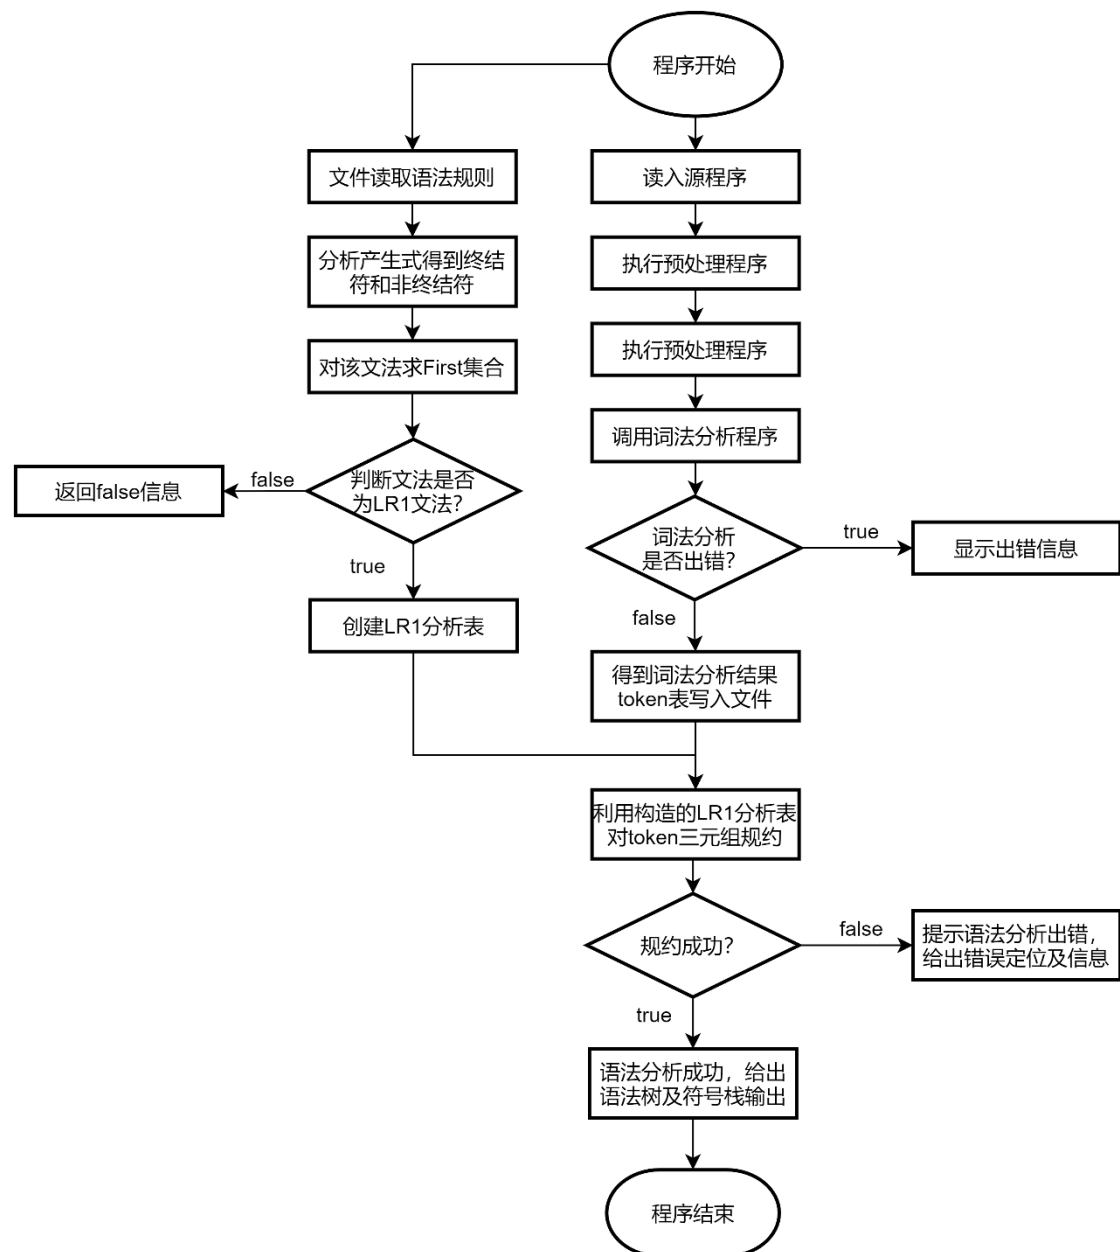 程序开始
文件读取语法规则
读入源程序
分析产生式得到终结
符和非终结符
执行预处理程序
对该文法求First集合
执行预处理程序
调用词法分析程序
判断文法是否
为LR1文法?
false
返回false信息
词法分析
是否出错?
true
显示出错信息
true
false
创建LR1分析表
得到词法分析结果
token表写入文件
利用构造的LR1分析表
对token三元组规约
规约成功?
false
提示语法分析出错,
给出错误定位及信息
true
语法分析成功，给出
语法树及符号栈输出
程序结束